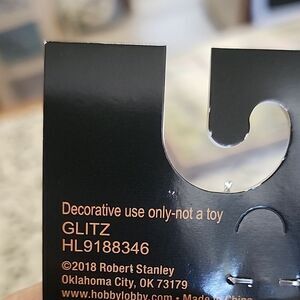 Decorative use only-not a toy
GLITZ
HL9188346
©2018 Robert Stanley
Oklahoma City, OK 73179
www.hobbylobby.com • Made in China